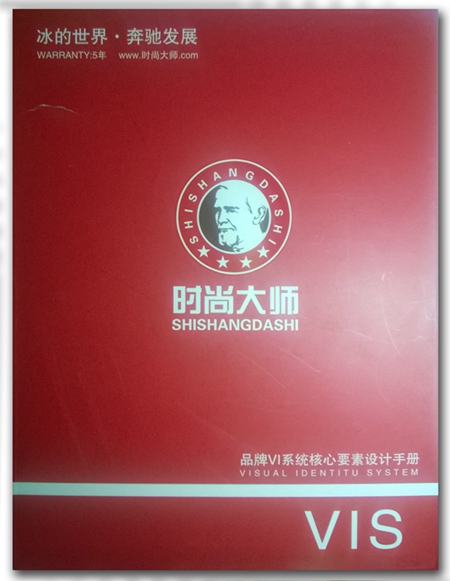 冰的世界·奔驰发展
WARRANTY:5年 www.时尚大师.com
SHISHANGDASHI
时尚大师
SHISHANGDASHI
品牌VI系统核心要素设计手册
VISUAL IDENTITU SYSTEM
VIS